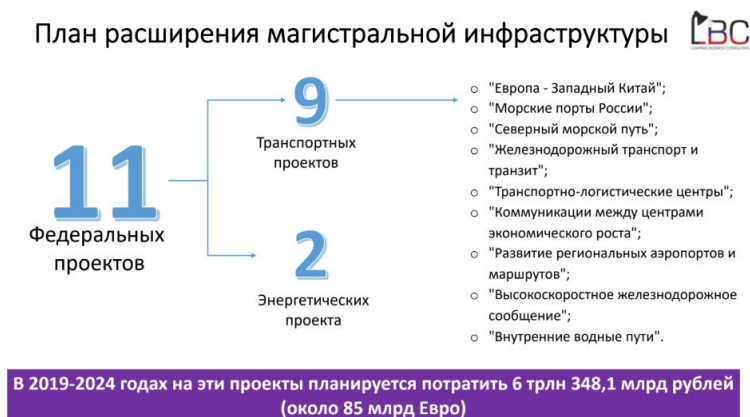 План расширения магистральной инфраструктуры
LBC
LIGHTING BUSINESS CONSULTING
11
Федеральных
проектов
9
Транспортных
проектов
2
Энергетических
проекта
o "Европа - Западный Китай";
o "Морские порты России";
o "Северный морской путь";
o "Железнодорожный транспорт и
транзит";
o "Транспортно-логистические центры";
o "Коммуникации между центрами
экономического роста";
o "Развитие региональных аэропортов и
маршрутов";
o "Высокоскоростное железнодорожное
сообщение";
o "Внутренние водные пути".
В 2019-2024 годах на эти проекты планируется потратить 6 трлн 348,1 млрд рублей
(около 85 млрд Евро)